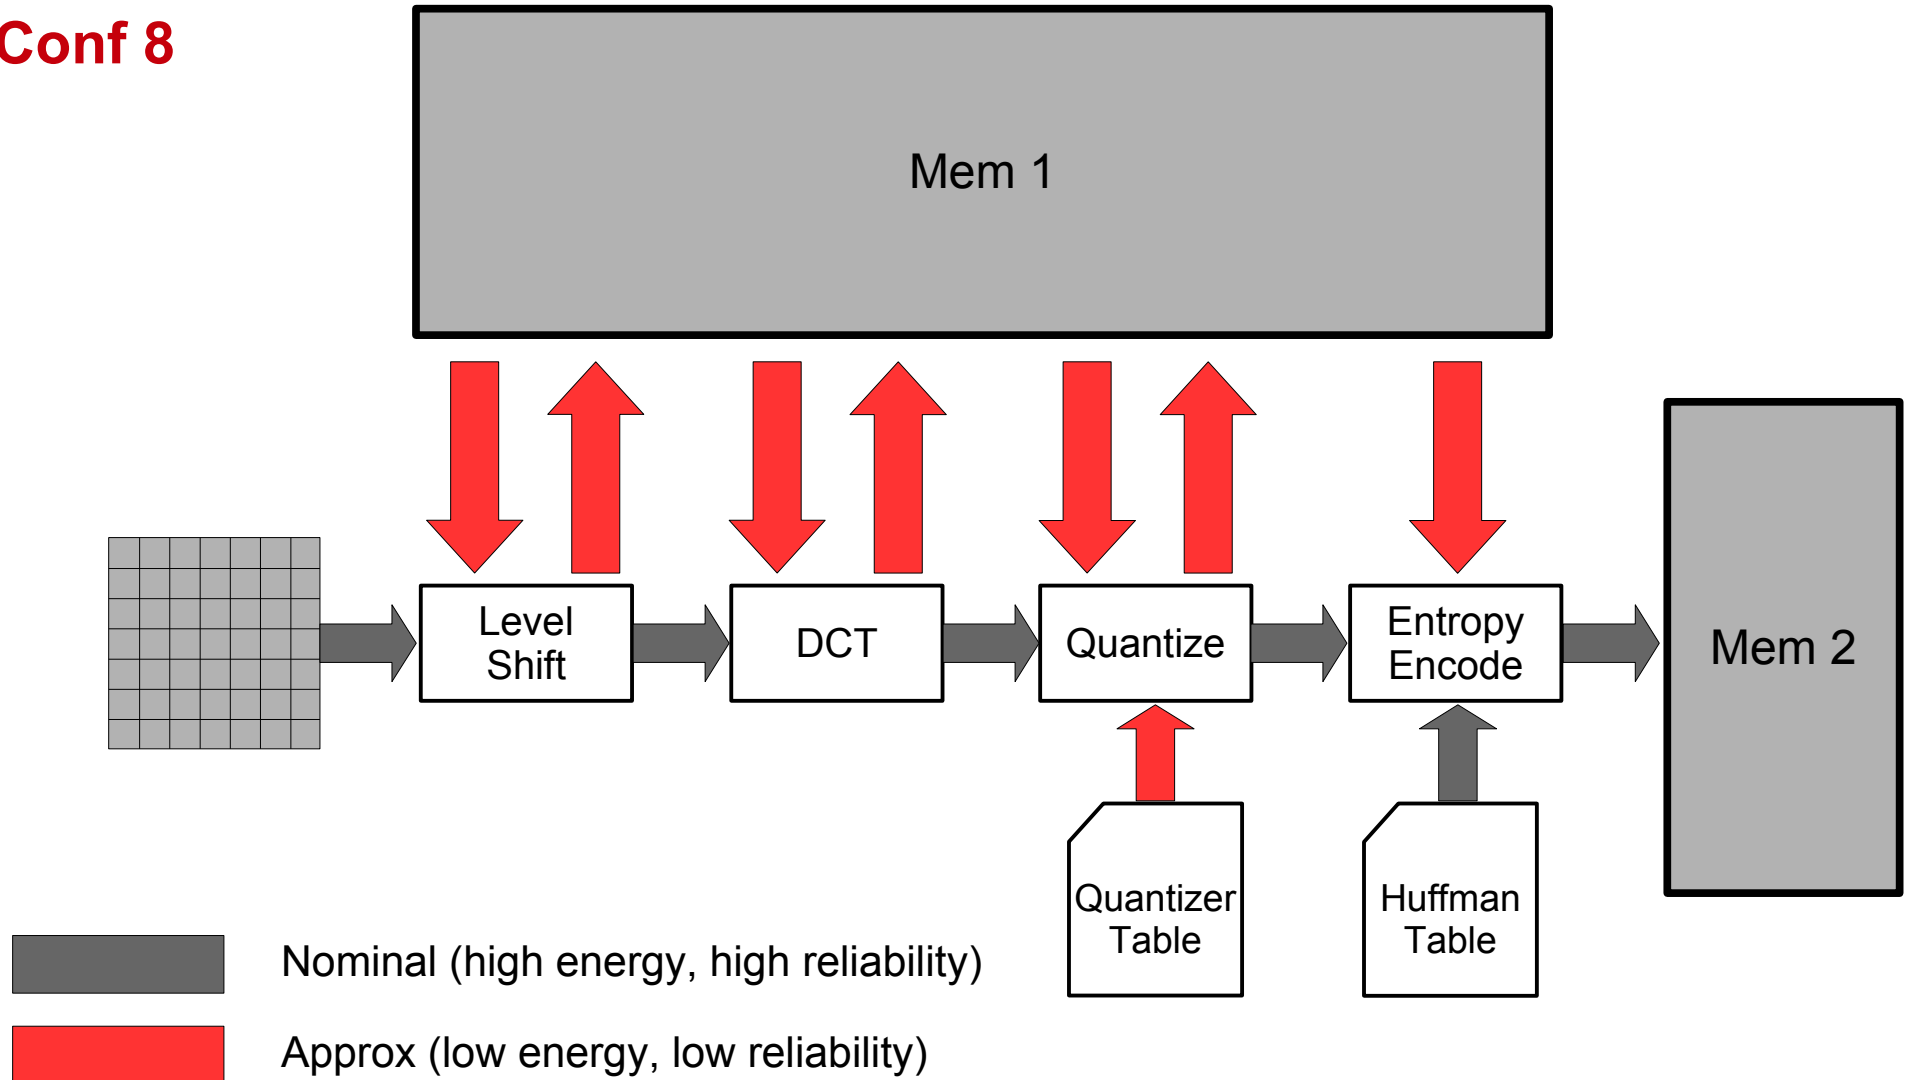 Conf 8
Mem 1
Level
Shift
DCT
Quantize
Entropy
Encode
Mem 2
Quantizer
Table
Huffman
Table
Nominal (high energy, high reliability)
Approx (low energy, low reliability)